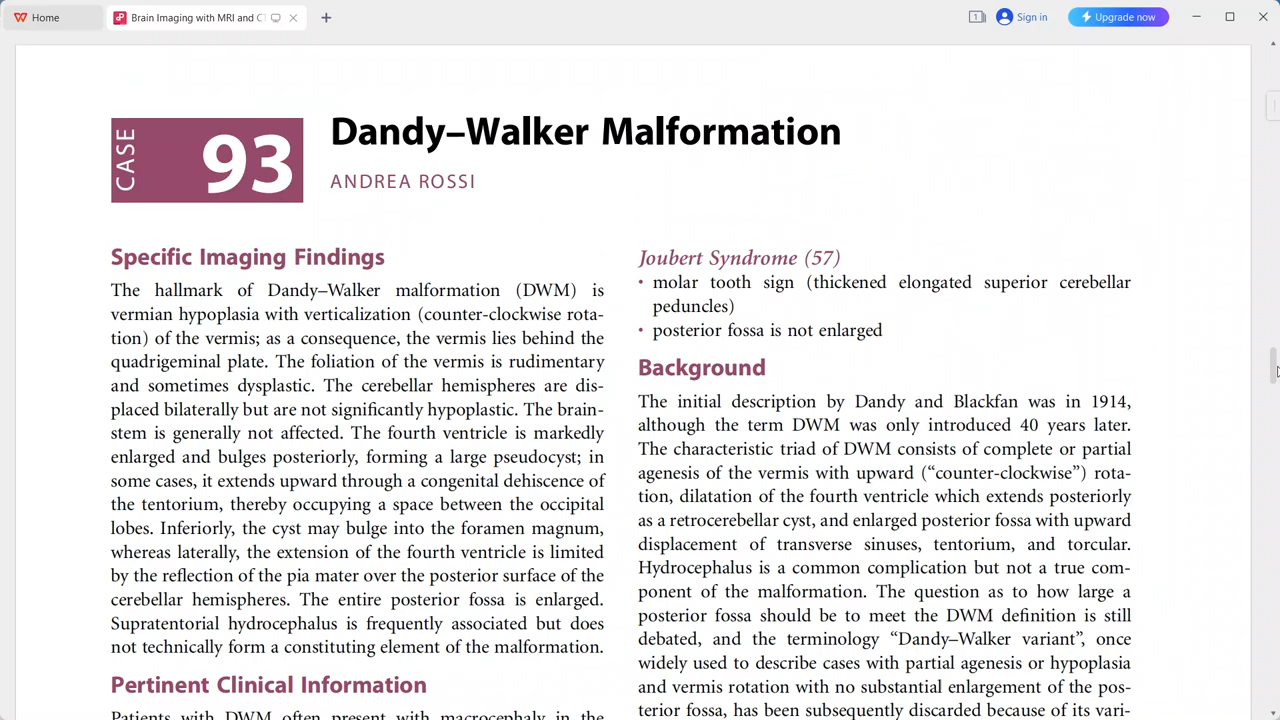 Home
Brain Imaging with MRI and C
1
Sign in
Upgrade now
CASE
93
Dandy–Walker Malformation
ANDREA ROSSI
Specific Imaging Findings
The hallmark of Dandy–Walker malformation (DWM) is
vermian hypoplasia with verticalization (counter-clockwise rota-
tion) of the vermis; as a consequence, the vermis lies behind the
quadrigeminal plate. The foliation of the vermis is rudimentary
and sometimes dysplastic. The cerebellar hemispheres are dis-
placed bilaterally but are not significantly hypoplastic. The brain-
stem is generally not affected. The fourth ventricle is markedly
enlarged and bulges posteriorly, forming a large pseudocyst; in
some cases, it extends upward through a congenital dehiscence of
the tentorium, thereby occupying a space between the occipital
lobes. Inferiorly, the cyst may bulge into the foramen magnum,
whereas laterally, the extension of the fourth ventricle is limited
by the reflection of the pia mater over the posterior surface of the
cerebellar hemispheres. The entire posterior fossa is enlarged.
Supratentorial hydrocephalus is frequently associated but does
not technically form a constituting element of the malformation.
Pertinent Clinical Information
Patients with DWM often present with macrocephaly in the
Joubert Syndrome (57)
• molar tooth sign (thickened elongated superior cerebellar
peduncles)
• posterior fossa is not enlarged
Background
The initial description by Dandy and Blackfan was in 1914,
although the term DWM was only introduced 40 years later.
The characteristic triad of DWM consists of complete or partial
agenesis of the vermis with upward (“counter-clockwise”) rota-
tion, dilatation of the fourth ventricle which extends posteriorly
as a retrocerebellar cyst, and enlarged posterior fossa with upward
displacement of transverse sinuses, tentorium, and torcular.
Hydrocephalus is a common complication but not a true com-
ponent of the malformation. The question as to how large a
posterior fossa should be to meet the DWM definition is still
debated, and the terminology “Dandy–Walker variant”, once
widely used to describe cases with partial agenesis or hypoplasia
and vermis rotation with no substantial enlargement of the pos-
terior fossa, has been subsequently discarded because of its vari-